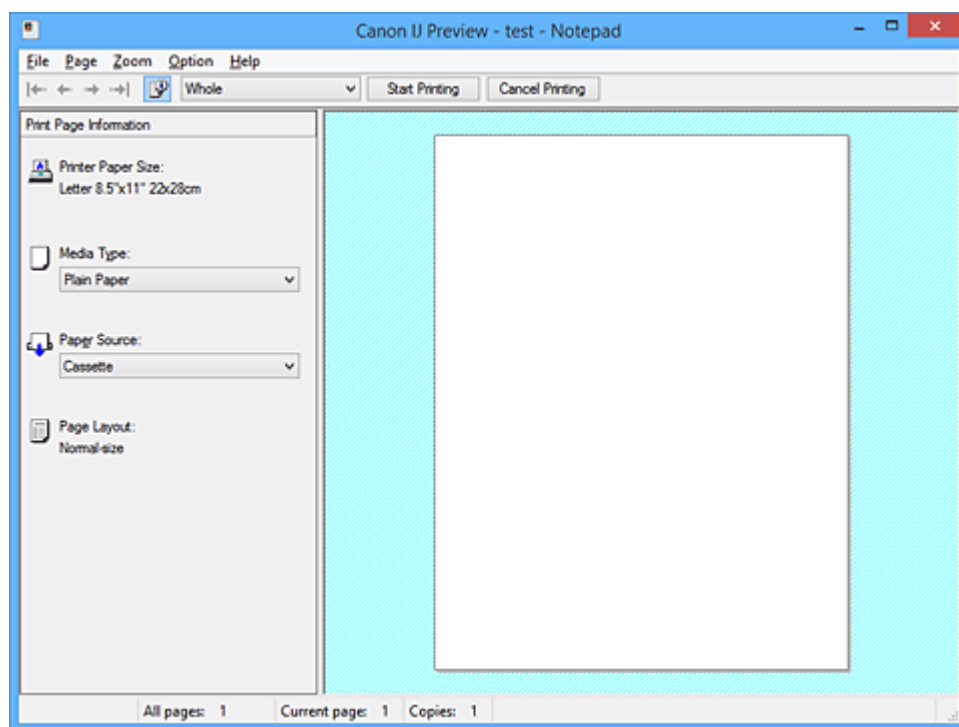 Canon IJ Preview - test - Notepad
File Page Zoom Option Help
Whole Start Printing Cancel Printing
Print Page Information
Printer Paper Size:
Letter 8.5"x11" 22x28cm
Media Type:
Plain Paper
Paper Source:
Cassette
Page Layout:
Normal-size
All pages: 1 Current page: 1 Copies: 1